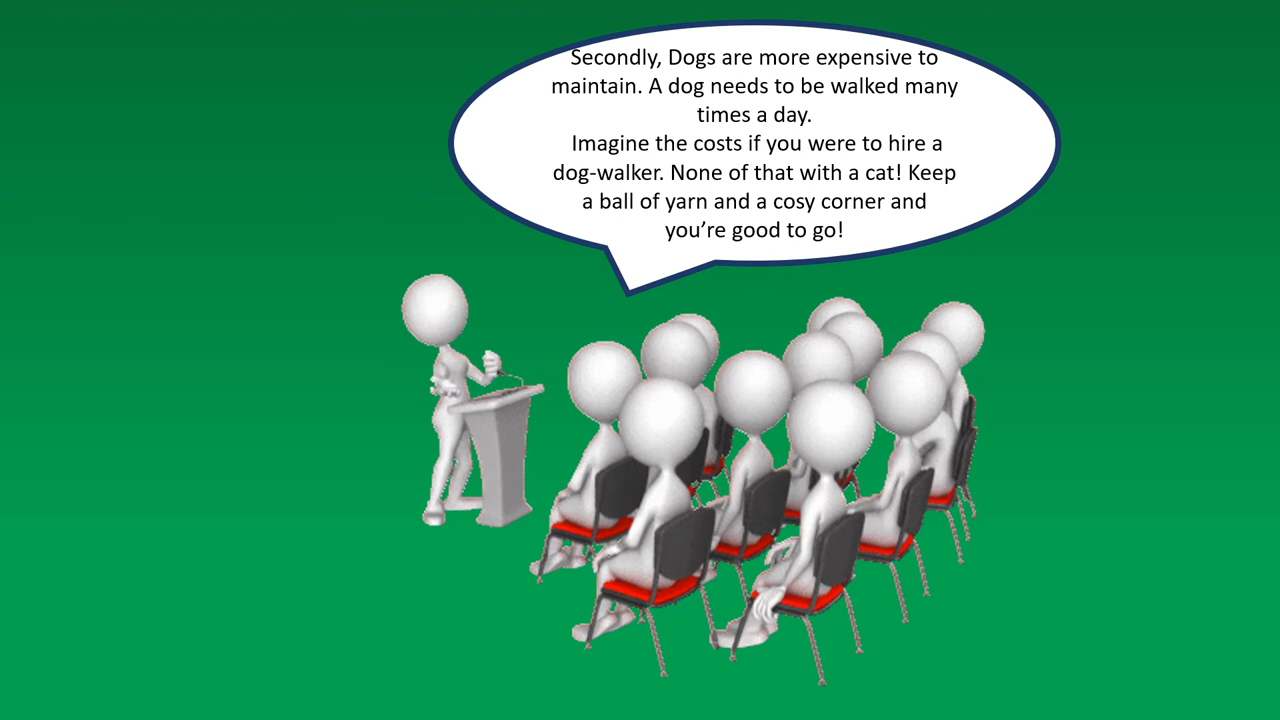 Secondly, Dogs are more expensive to
maintain. A dog needs to be walked many
times a day.
Imagine the costs if you were to hire a
dog-walker. None of that with a cat! Keep
a ball of yarn and a cosy corner and
you’re good to go!